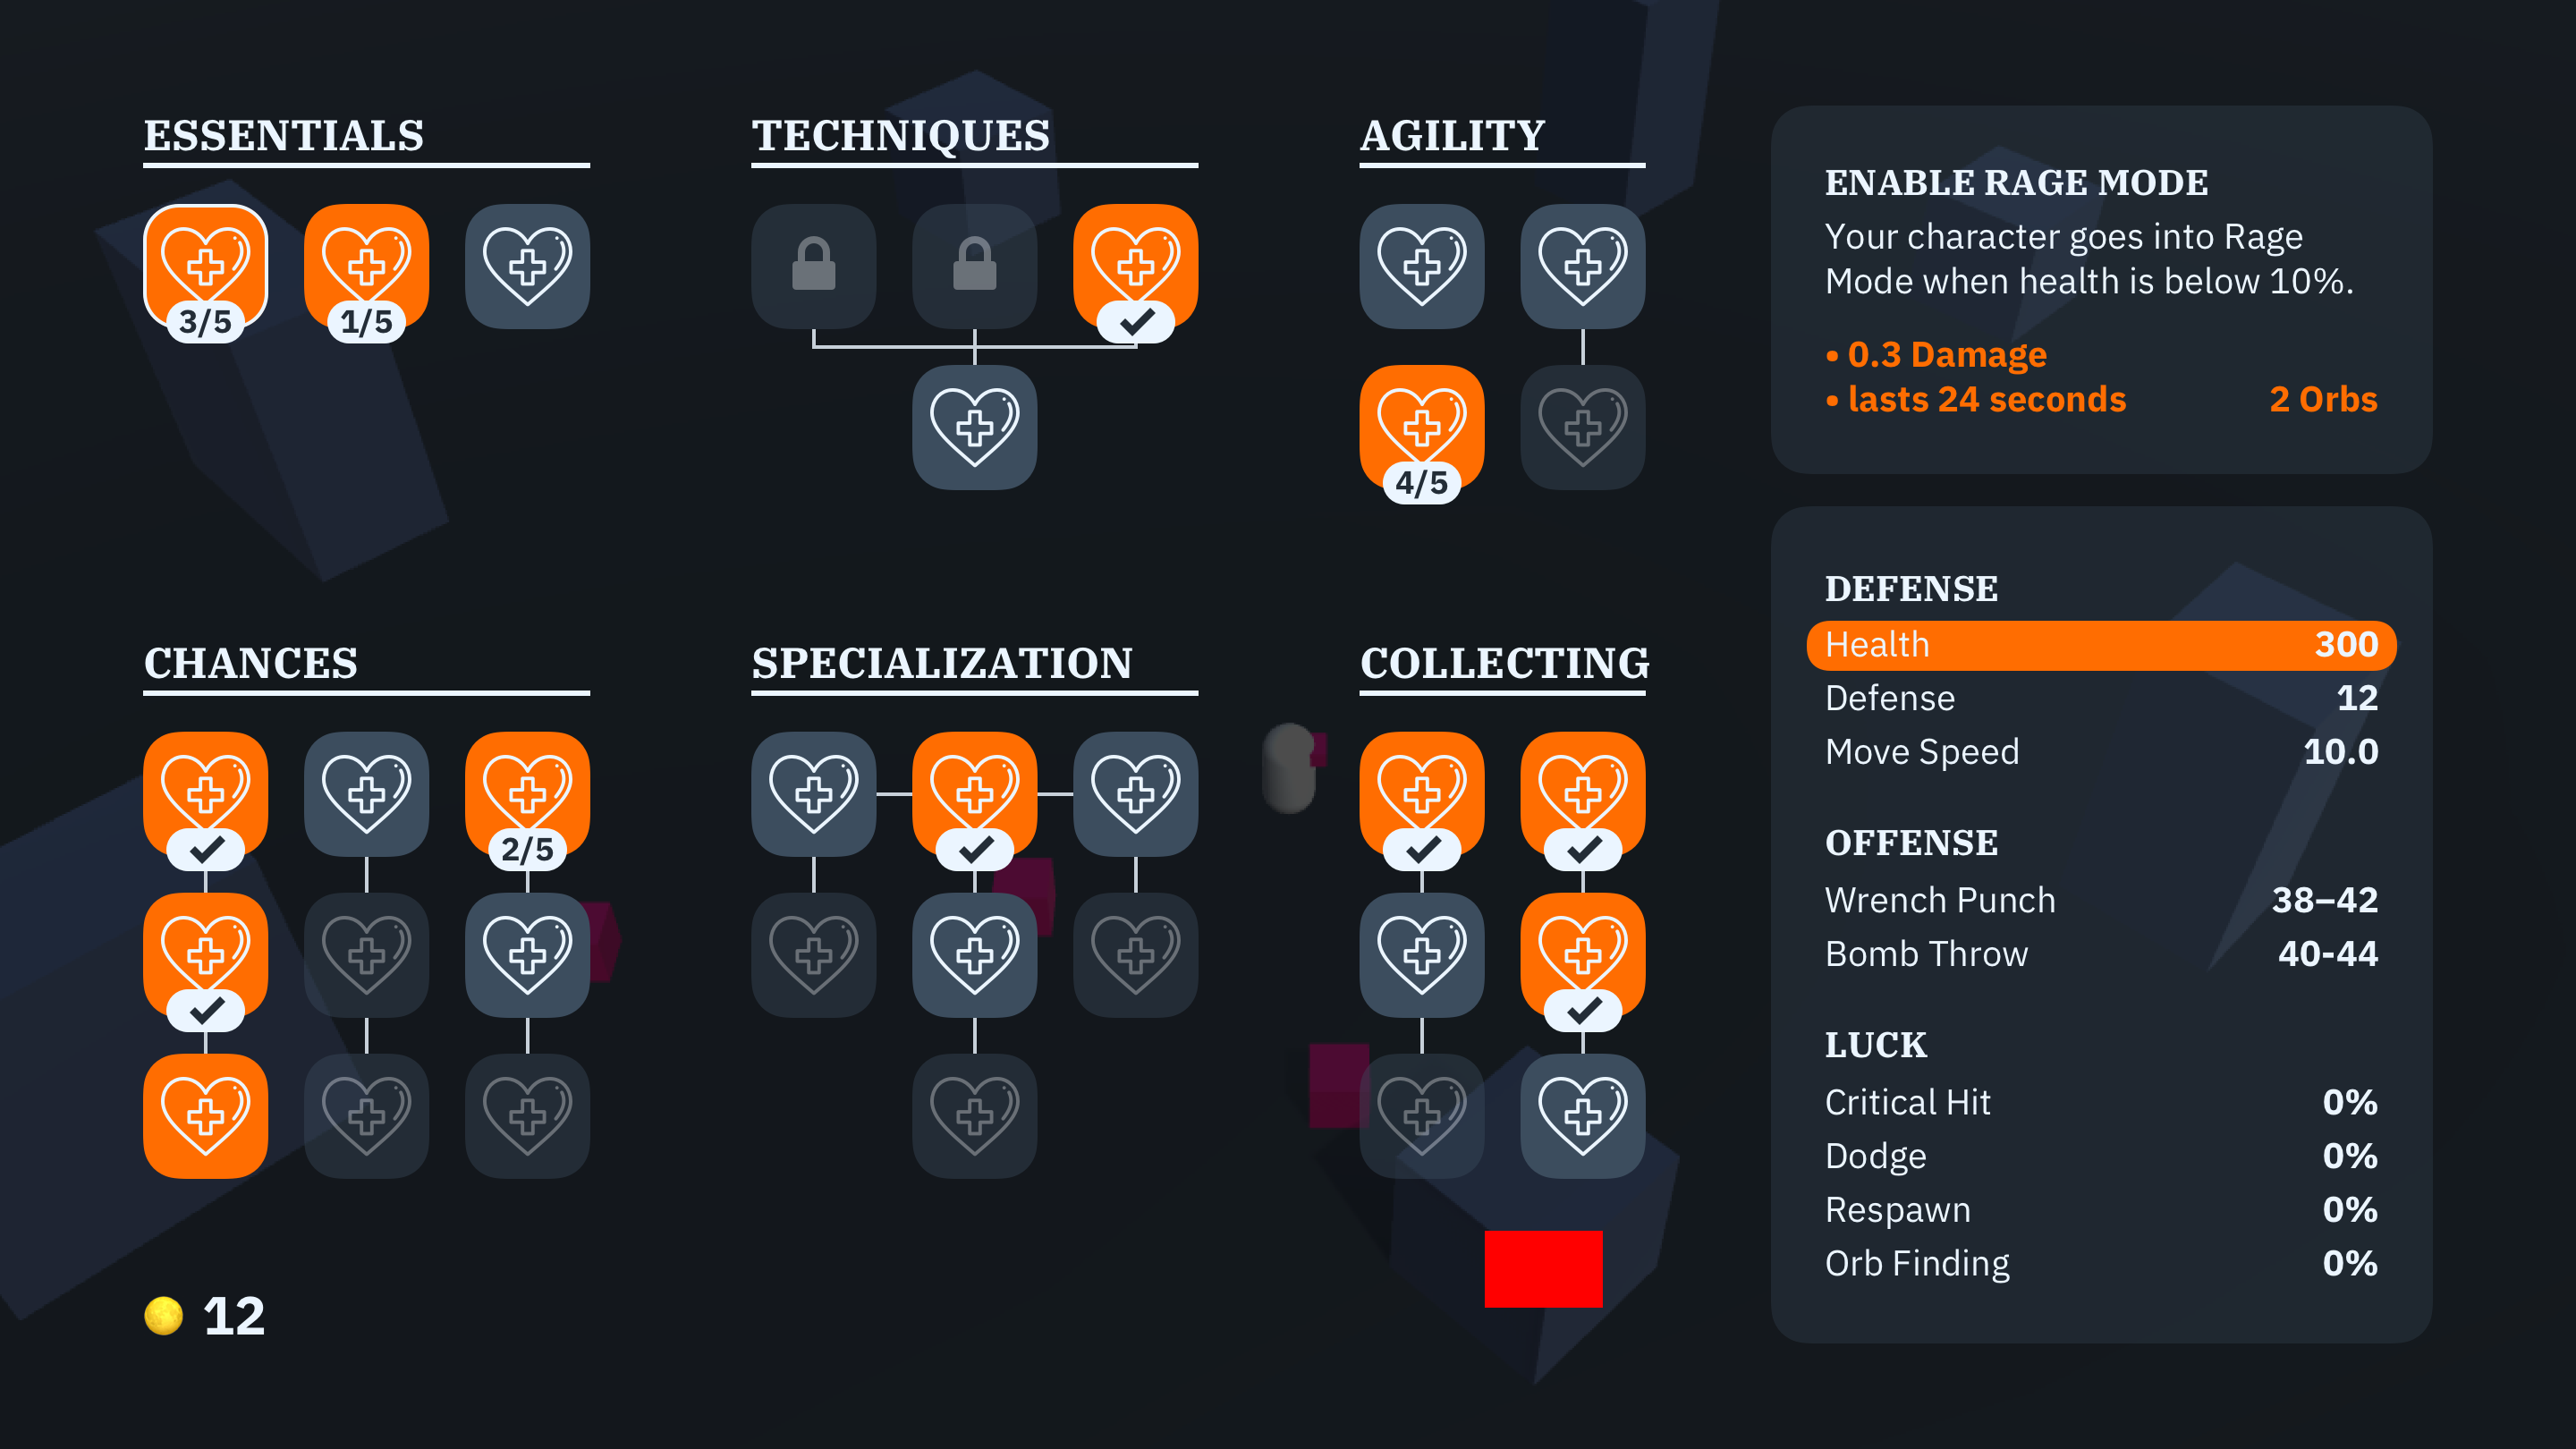 ESSENTIALS
3/5
1/5
TECHNIQUES
AGILITY
4/5
CHANCES
2/5
SPECIALIZATION
COLLECTING
12
ENABLE RAGE MODE
Your character goes into Rage
Mode when health is below 10%.
• 0.3 Damage
• lasts 24 seconds 2 Orbs
DEFENSE
Health 300
Defense 12
Move Speed 10.0
OFFENSE
Wrench Punch 38–42
Bomb Throw 40-44
LUCK
Critical Hit 0%
Dodge 0%
Respawn 0%
Orb Finding 0%